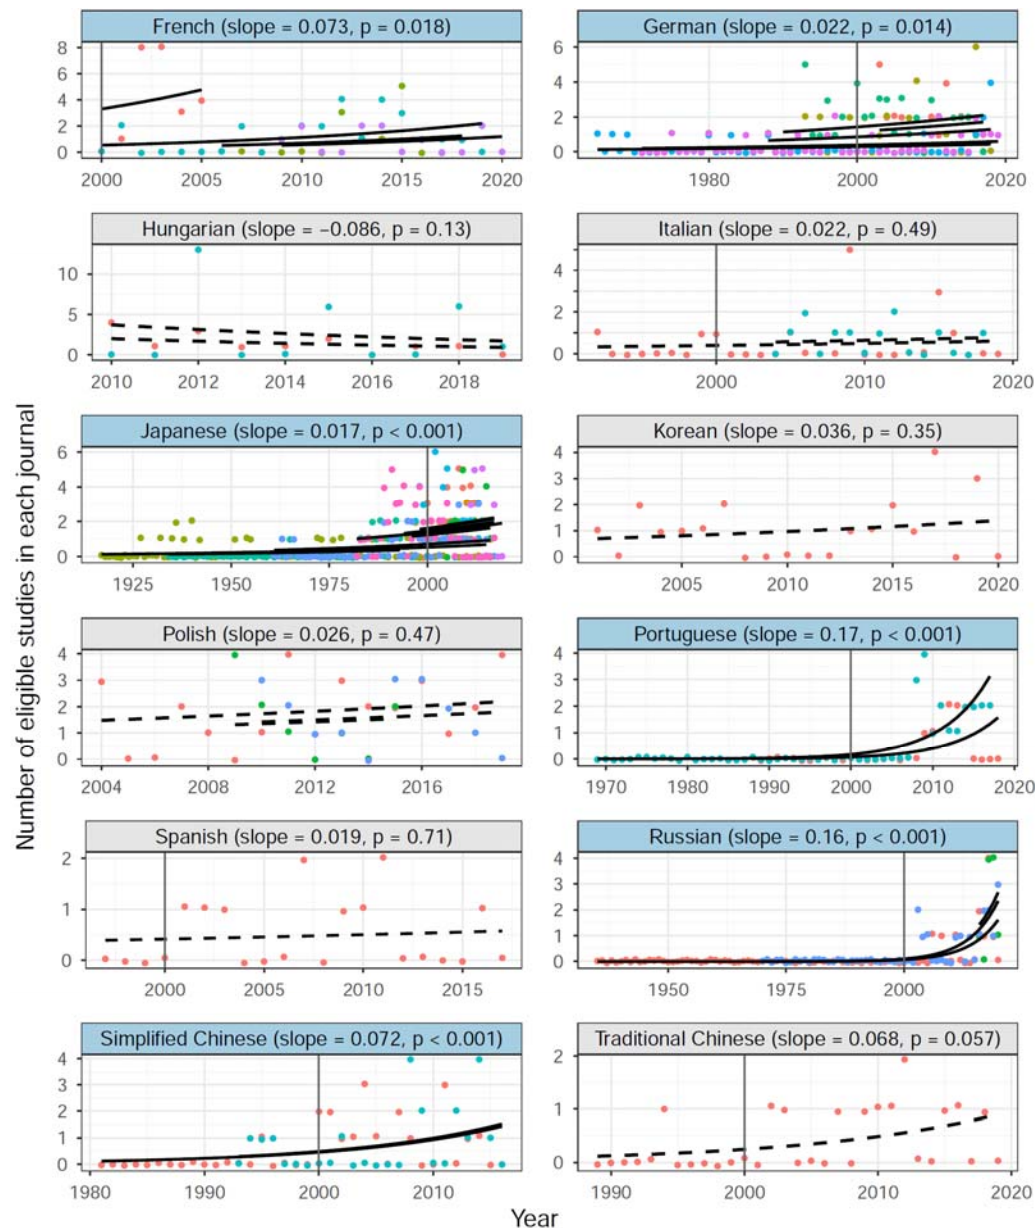 French (slope = 0.073, p = 0.018)
German (slope = 0.022, p = 0.014)
8
6
4
2
0
6
4
2
0
2000 2005 2010 2015 2020
1980 2000 2020
Hungarian (slope = −0.086, p = 0.13)
Italian (slope = 0.022, p = 0.49)
10
5
0
4
2
0
2010 2012 2014 2016 2018
2000 2010 2020
Japanese (slope = 0.017, p < 0.001)
Korean (slope = 0.036, p = 0.35)
6
4
2
0
4
3
2
1
0
1925 1950 1975 2000
2005 2010 2015 2020
Number of eligible studies in each journal
Polish (slope = 0.026, p = 0.47)
Portuguese (slope = 0.17, p < 0.001)
4
3
2
1
0
4
3
2
1
0
2004 2008 2012 2016
1970 1980 1990 2000 2010 2020
Spanish (slope = 0.019, p = 0.71)
Russian (slope = 0.16, p < 0.001)
2
1
0
4
3
2
1
0
2000 2005 2010 2015
1950 1975 2000
Simplified Chinese (slope = 0.072, p < 0.001)
Traditional Chinese (slope = 0.068, p = 0.057)
4
3
2
1
0
2
1
0
1980 1990 2000 2010
1990 2000 2010 2020
Year